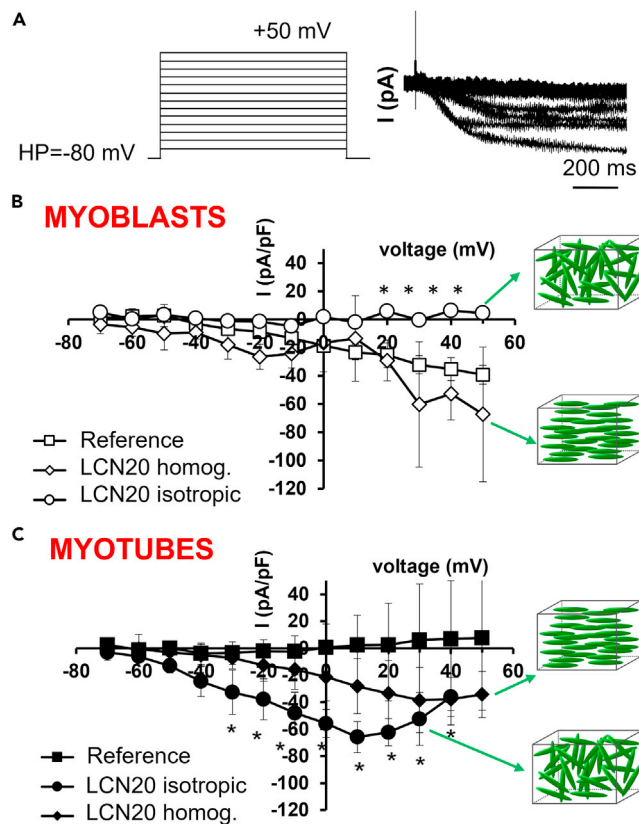 A
+50 mV
HP=-80 mV
I (pA)
200 ms
B
MYOBLASTS
I (pA/pF)
voltage (mV)
40
20
0
-20
-40
-60
-80
-100
-120
-80 -60 -40 -20 20 40 60
* * * *
Reference
LCN20 homog.
LCN20 isotropic
C
MYOTUBES
I (pA/pF)
voltage (mV)
40
20
0
-20
-40
-60
-80
-100
-120
-80 -60 -40 -20 0 20 40 60
* * * * * * * *
Reference
LCN20 isotropic
LCN20 homog.